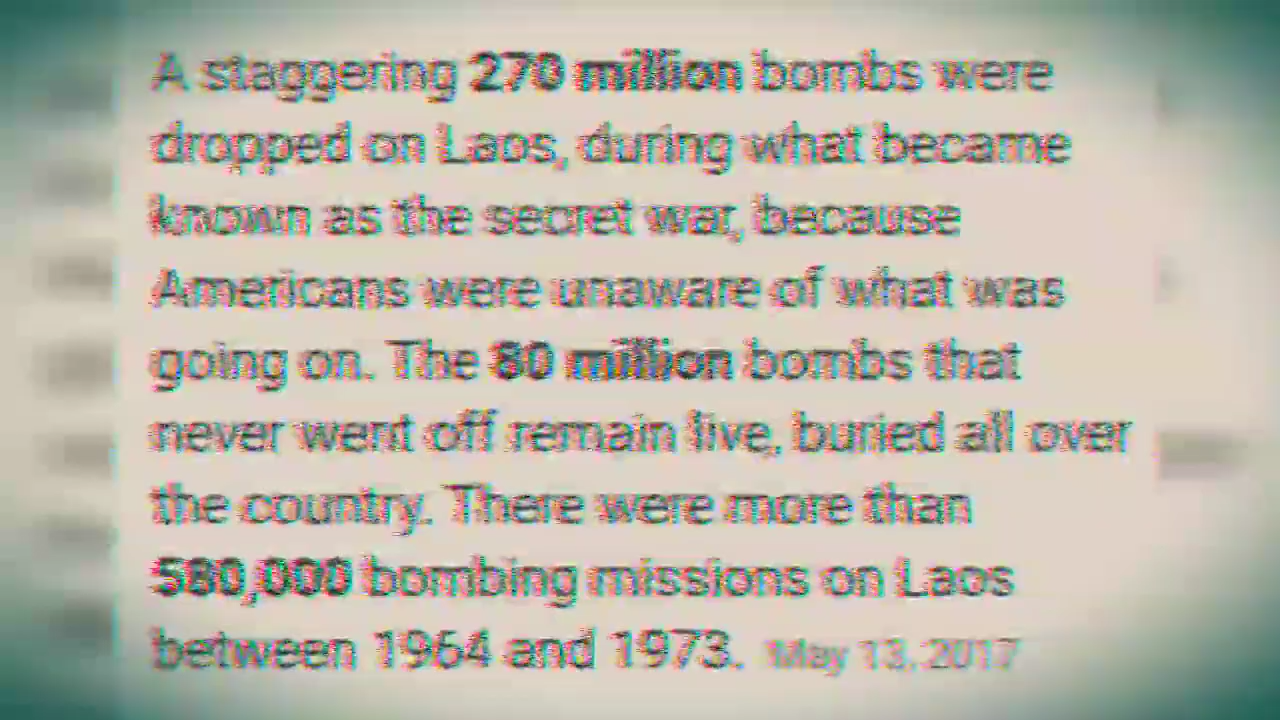 A staggering 270 million bombs were
dropped on Laos, during what became
known as the secret war, because
Americans were unaware of what was
going on. The 80 million bombs that
never went off remain live, buried all over
the country. There were more than
580,000 bombing missions on Laos
between 1964 and 1973. May 13, 2017